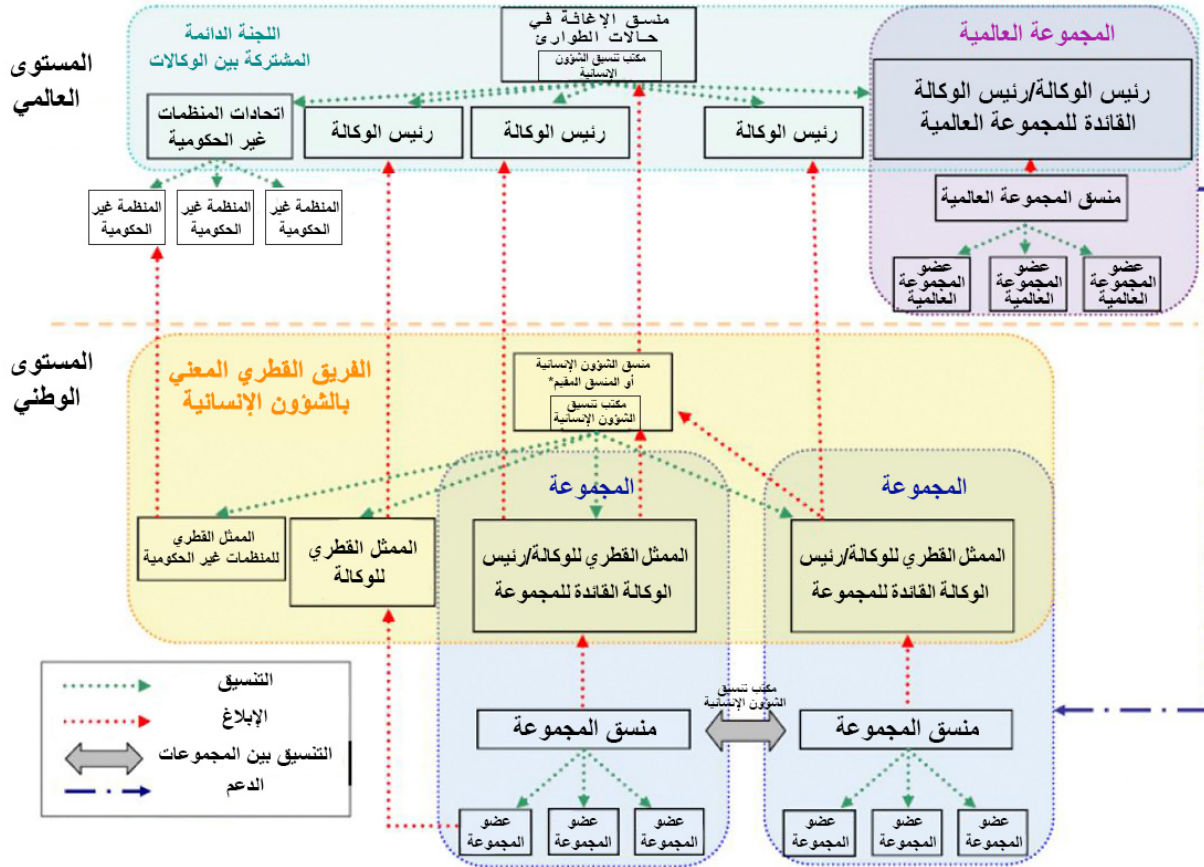 المستوى
العالمي
اللجنة الدائمة
المشتركة بين الوكالات
منسق الإغاثة في
حالات الطوارئ
مكتب تنسيق الشؤون
الإنسانية
المجموعة العالمية
رئيس الوكالة/رئيس الوكالة
القائدة للمجموعة العالمية
رئيس الوكالة
رئيس الوكالة
رئيس الوكالة
اتحادات المنظمات
غير الحكومية
المنظمة غير
الحكومية
المنظمة غير
الحكومية
المنظمة غير
الحكومية
منسق المجموعة العالمية
عضو
المجموعة
العالمية
عضو
المجموعة
العالمية
عضو
المجموعة
العالمية
المستوى
الوطني
الفريق القطري المعني
بالشؤون الإنسانية
منسق الشؤون الإنسانية
أو المنسق المقيم*
مكتب تنسيق
الشؤون الإنسانية
المجموعة
المجموعة
الممثل القطري للوكالة/رئيس
الوكالة القائدة للمجموعة
الممثل القطري للوكالة/رئيس
الوكالة القائدة للمجموعة
الممثل القطري
للوكالة
الممثل القطري
للمنظمات غير الحكومية
منسق المجموعة
مكتب تنسيق
الشؤون الإنسانية
منسق المجموعة
عضو
المجموعة
عضو
المجموعة
عضو
المجموعة
عضو
المجموعة
عضو
المجموعة
عضو
المجموعة
التنسيق
الإبلاغ
التنسيق بين المجموعات
الدعم